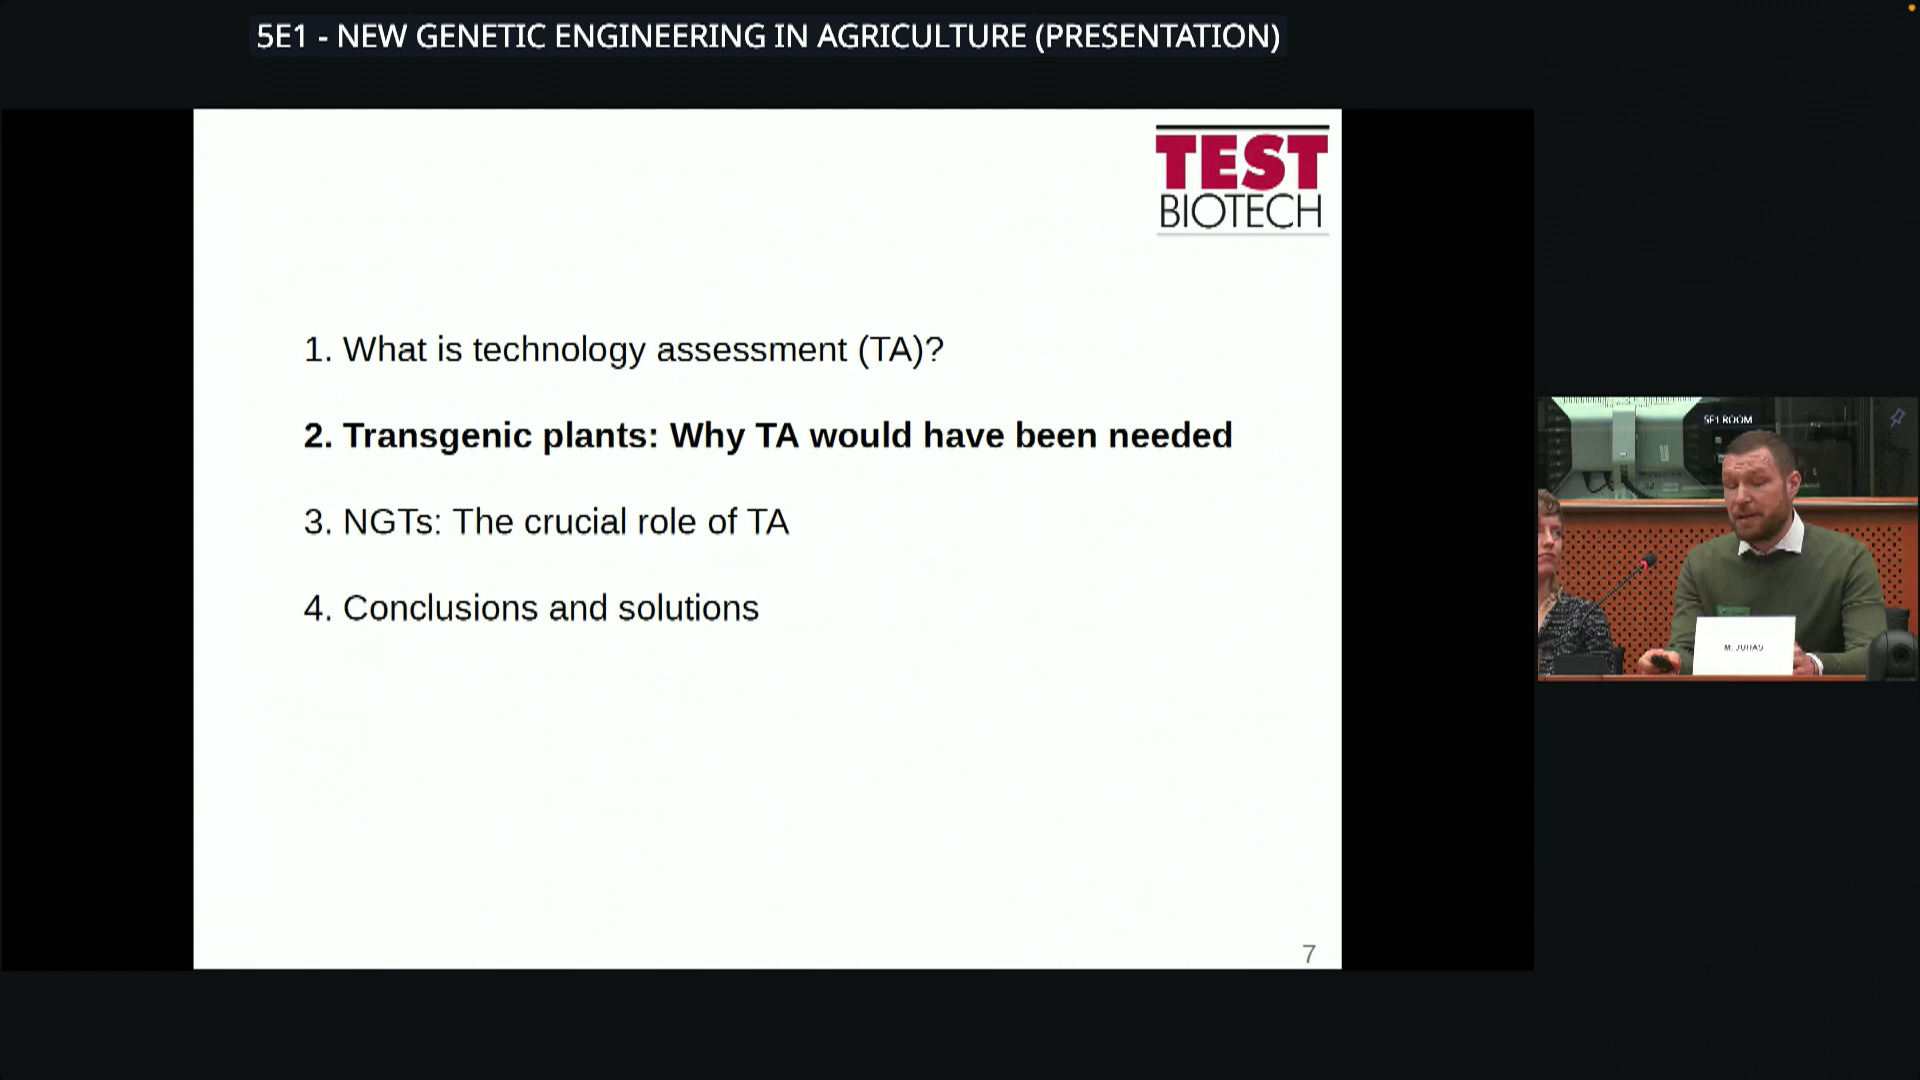 5E1 - NEW GENETIC ENGINEERING IN AGRICULTURE (PRESENTATION)
TEST
BIOTECH
1. What is technology assessment (TA)?
2. Transgenic plants: Why TA would have been needed
3. NGTs: The crucial role of TA
4. Conclusions and solutions
7
5E1 ROOM
M.